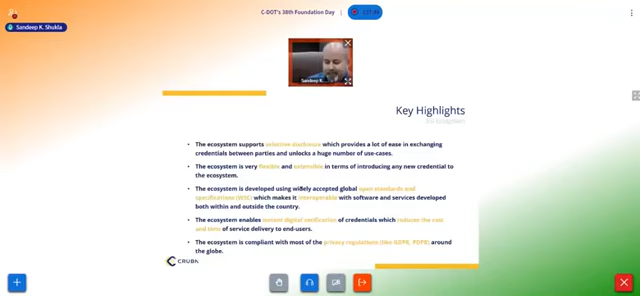 C-DOT's 38th Foundation Day
Sandeep K. Shukla
Sandeep K.
Key Highlights
• The ecosystem supports selective disclosure which provides a lot of ease in exchanging
credentials between parties and unlocks a huge number of use-cases.
• The ecosystem is very flexible and extensible in terms of introducing any new credential to
the ecosystem.
• The ecosystem is developed using widely accepted global open standards and
specifications (W3C) which makes it interoperable with software and services developed
both within and outside the country.
• The ecosystem enables instant digital verification of credentials which reduces the cost
and time of service delivery to end-users.
• The ecosystem is compliant with most of the privacy regulations (like GDPR, PDPB) around
the globe.
CRUBN